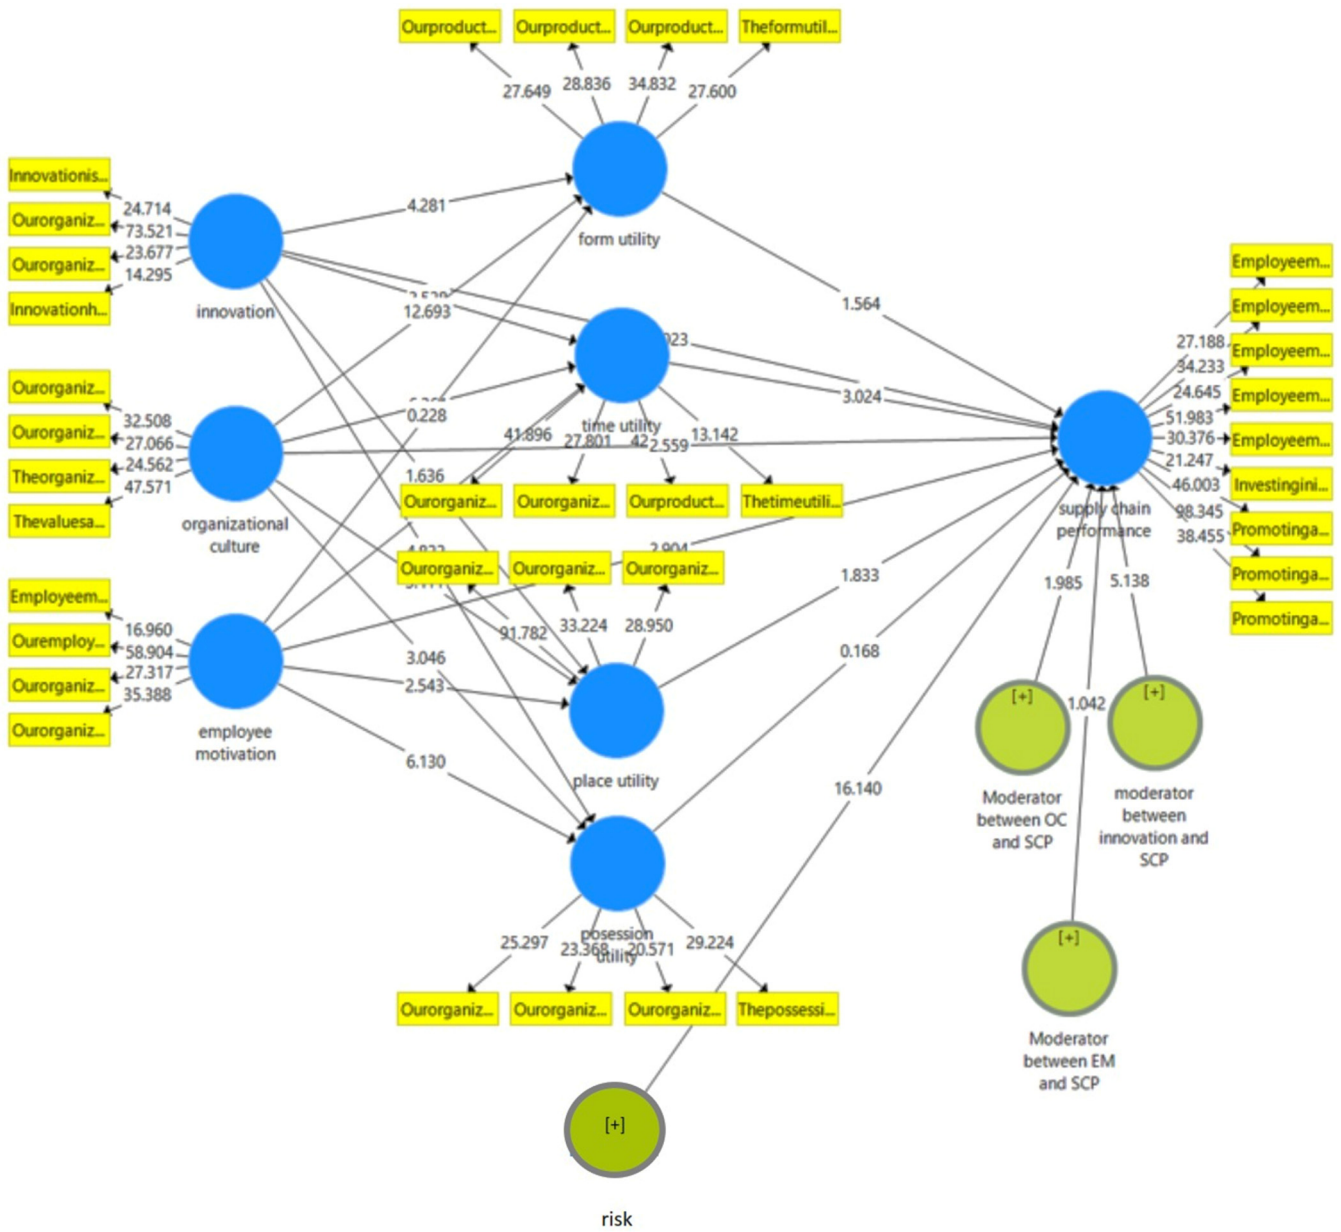 Ourproduct...
Ourproduct...
Ourproduct...
Theformutil...
27.649
28.836
34.832
27.600
form utility
Innovationis...
Ourorganiz...
Ourorganiz...
Innovationh...
24.714
73.521
23.677
14.295
innovation
4.281
12.693
1.564
023
3.024
Ourorganiz...
Ourorganiz...
Theorganiz...
Thevaluesa...
32.508
27.066
24.562
47.571
organizational
culture
0.228
1.636
time utility
41.896
27.801
42
2.559
13.142
Ourorganiz...
Ourorganiz...
Ourproduct...
Thetimeutili...
2.904
Employeem...
Ouremploy...
Ourorganiz...
Ourorganiz...
16.960
58.904
27.317
35.388
employee
motivation
3.046
2.543
6.130
Ourorganiz...
Ourorganiz...
Ourorganiz...
91.782
33.224
28.950
place utility
1.833
0.168
16.140
posession
utility
25.297
23.368
20.571
29.224
Ourorganiz...
Ourorganiz...
Ourorganiz...
Thepossessi...
[+]
risk
supply chain
performance
27.188
34.233
24.645
51.983
30.376
21.247
46.003
98.345
38.455
Employeem...
Employeem...
Employeem...
Employeem...
Employeem...
Investingini...
Promotinga...
Promotinga...
Promotinga...
1.985
5.138
1.042
[+]
Moderator
between OC
and SCP
[+]
moderator
between
innovation and
SCP
[+]
Moderator
between EM
and SCP